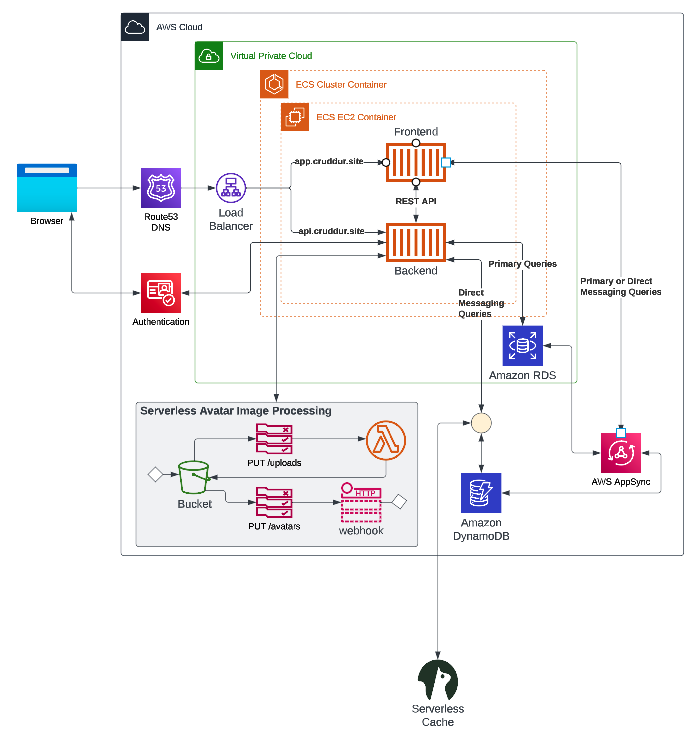 AWS Cloud
Virtual Private Cloud
ECS Cluster Container
ECS EC2 Container
Frontend
app.cruddur.site
REST API
Browser
53
Route53
DNS
Load
Balancer
api.cruddur.site
Backend
Primary Queries
Direct
Messaging
Queries
Primary or Direct
Messaging Queries
Authentication
Amazon RDS
Serverless Avatar Image Processing
PUT /uploads
Bucket
PUT /avatars
HTTP
webhook
AWS AppSync
Amazon
DynamoDB
Serverless
Cache